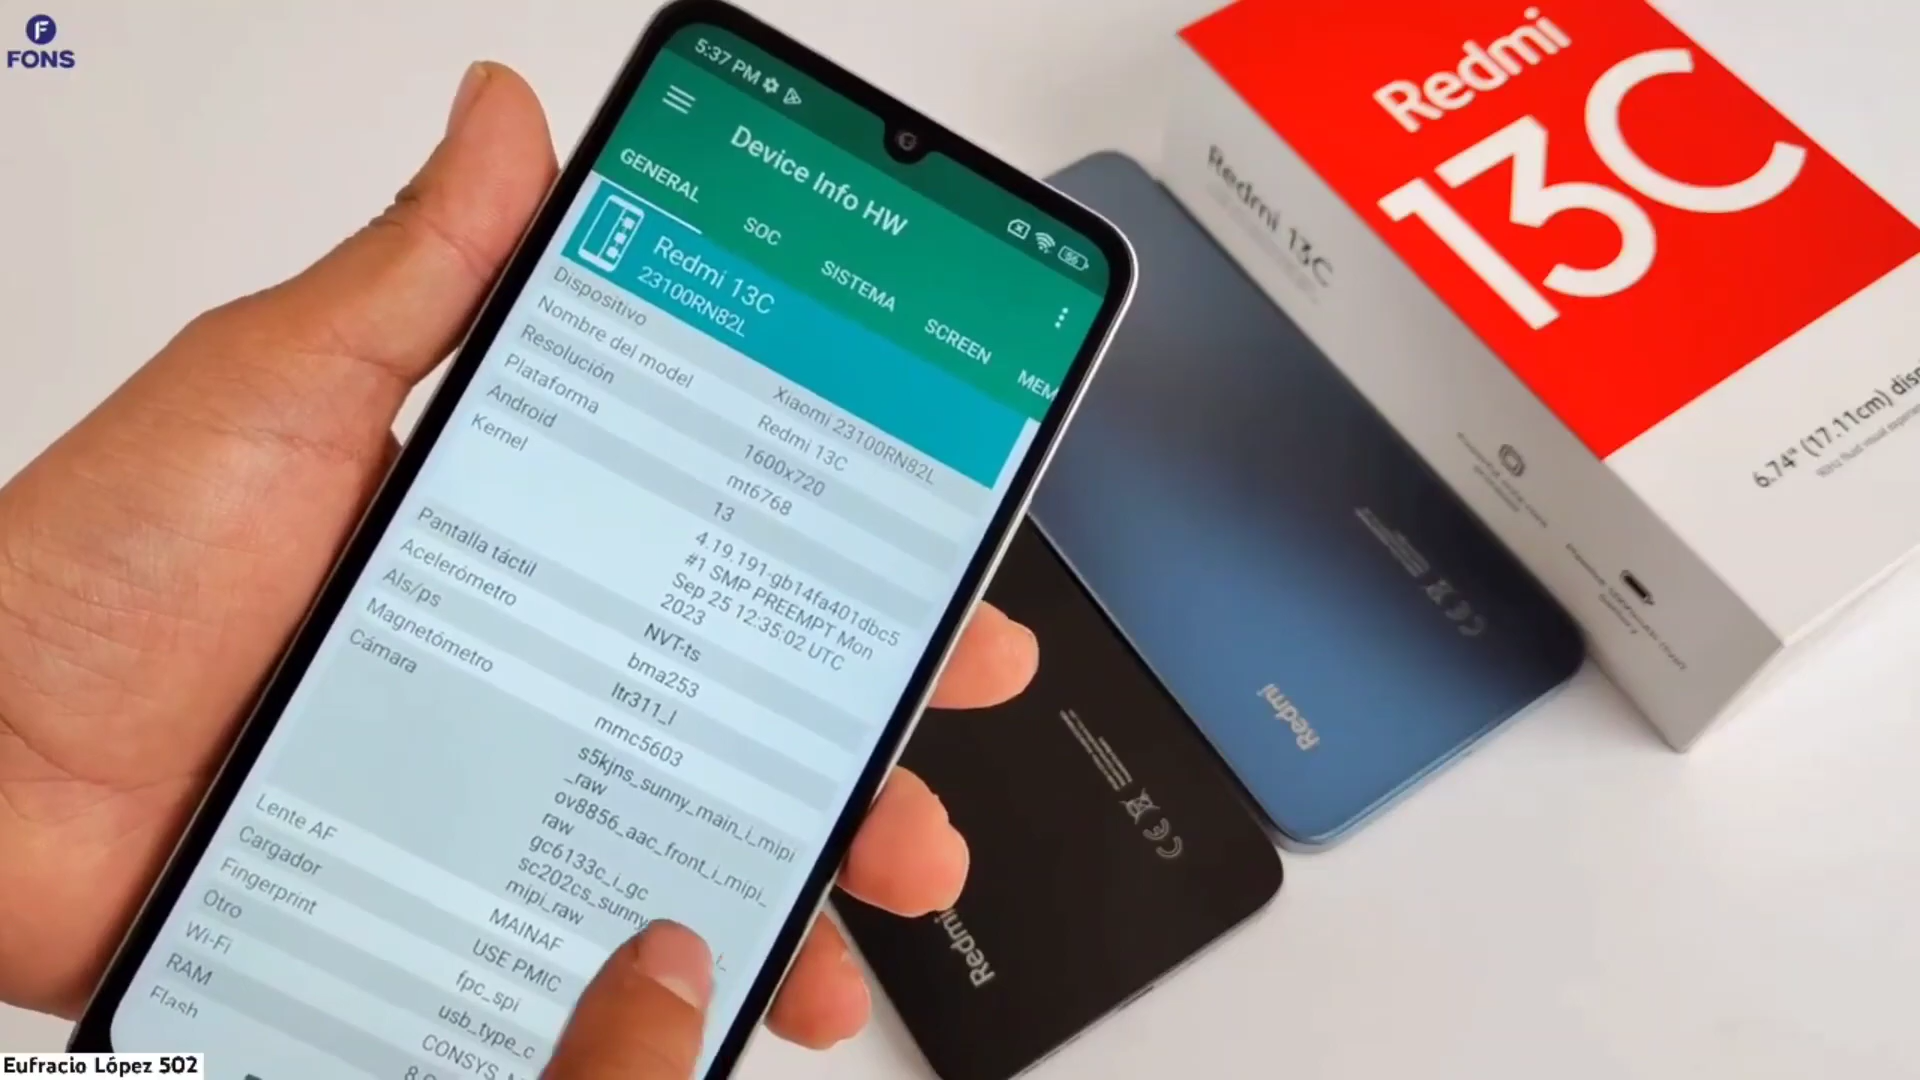 FONS
5:37 PM
56
Device Info HW
GENERAL
SOC
SISTEMA
SCREEN
MEM
Redmi 13C
23100RN82L
Dispositivo
Xiaomi 23100RN82L
Nombre del model
Redmi 13C
Resolución
1600x720
Plataforma
mt6768
Android
13
Kernel
4.19.191-gb14fa401dbc5
#1 SMP PREEMPT Mon
Sep 25 12:35:02 UTC
2023
Pantalla táctil
NVT-ts
Acelerómetro
bma253
Als/ps
ltr311_l
Magnetómetro
mmc5603
Cámara
s5kjns_sunny_main_i_mipi
_raw
ov8856_aac_front_i_mipi_
raw
gc6133c_i_gc
sc202cs_sunny
mipi_raw
Lente AF
MAINAF
Cargador
USE PMIC
Fingerprint
fpc_spi
Otro
usb_type_c
Wi-Fi
CONSYS_M
RAM
Flash
Redmi
13C
Redmi 13C
6.74" (17.11cm)
Redmi
Redmi
Eufracio López 502